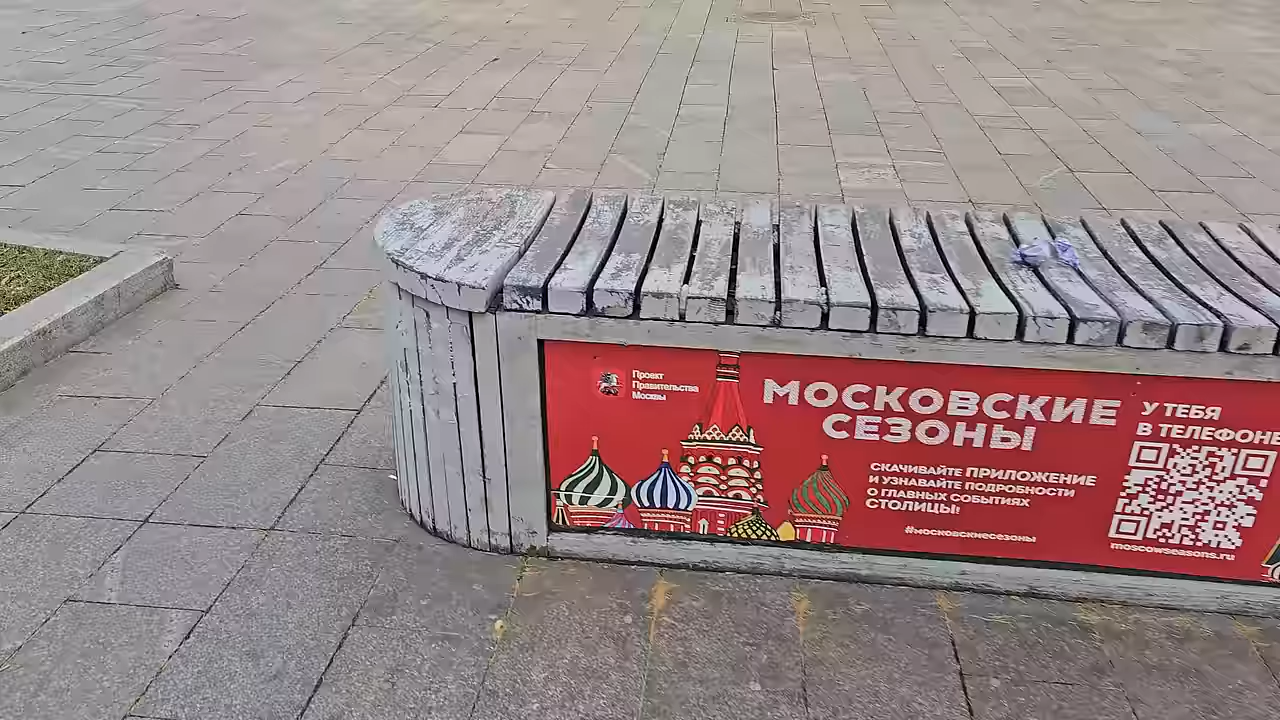 Проект
Правительства
Москвы
МОСКОВСКИЕ
СЕЗОНЫ
СКАЧИВАЙТЕ ПРИЛОЖЕНИЕ
И УЗНАВАЙТЕ ПОДРОБНОСТИ
О ГЛАВНЫХ СОБЫТИЯХ
СТОЛИЦЫ!
#московскиесезоны
У ТЕБЯ
В ТЕЛЕФОНЕ
moscowseasons.ru